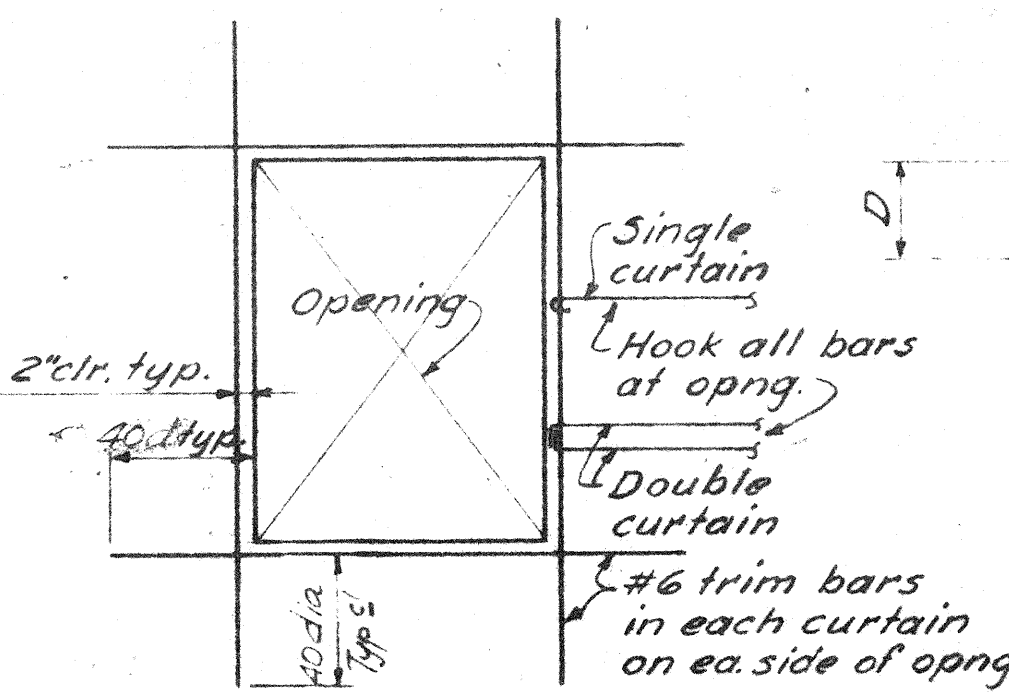 Single
curtain
D
Opening
Hook all bars
at opng.
2"clr. typ.
40 d typ.
Double
curtain
#6 trim bars
in each curtain
on ea. side of opng
40 dia
Typ